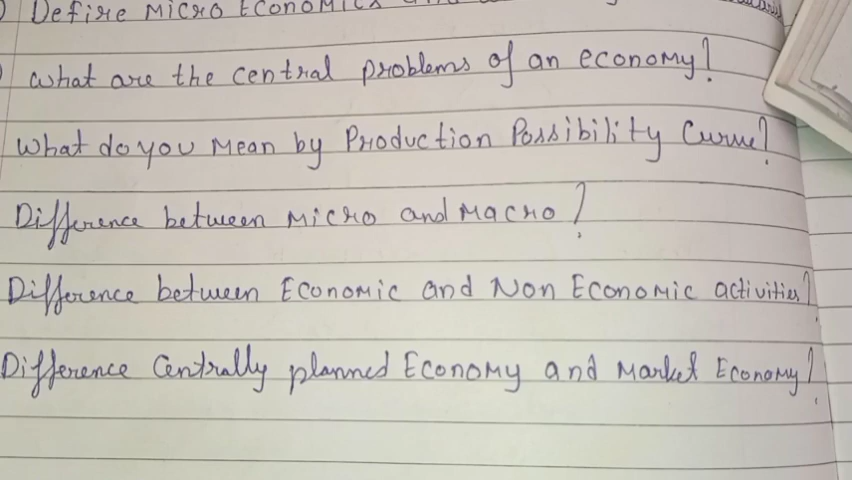 Define Micro Economics
What are the central problems of an economy?
What do you Mean by Production Possibility Curve?
Difference between Micro and Macro?
Difference between Economic and Non Economic activities?
Difference Centrally planned Economy and Market Economy?